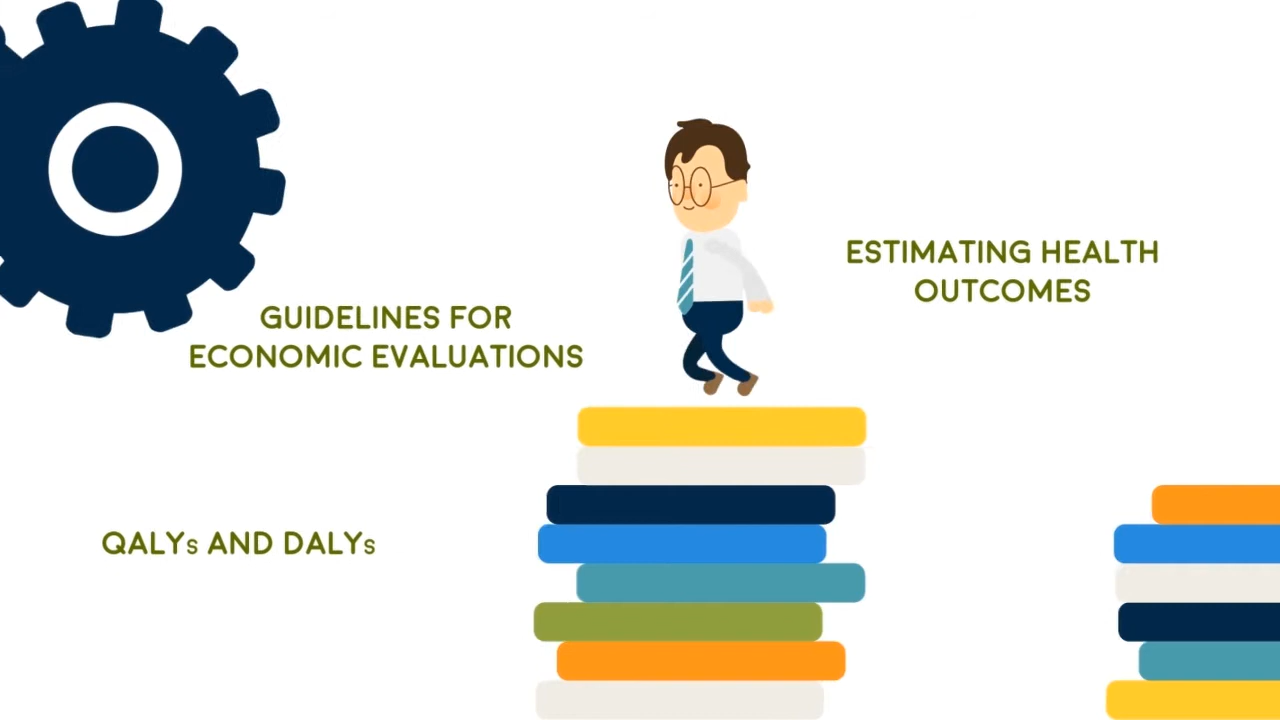 GUIDELINES FOR
ECONOMIC EVALUATIONS
ESTIMATING HEALTH
OUTCOMES
QALYs AND DALYs